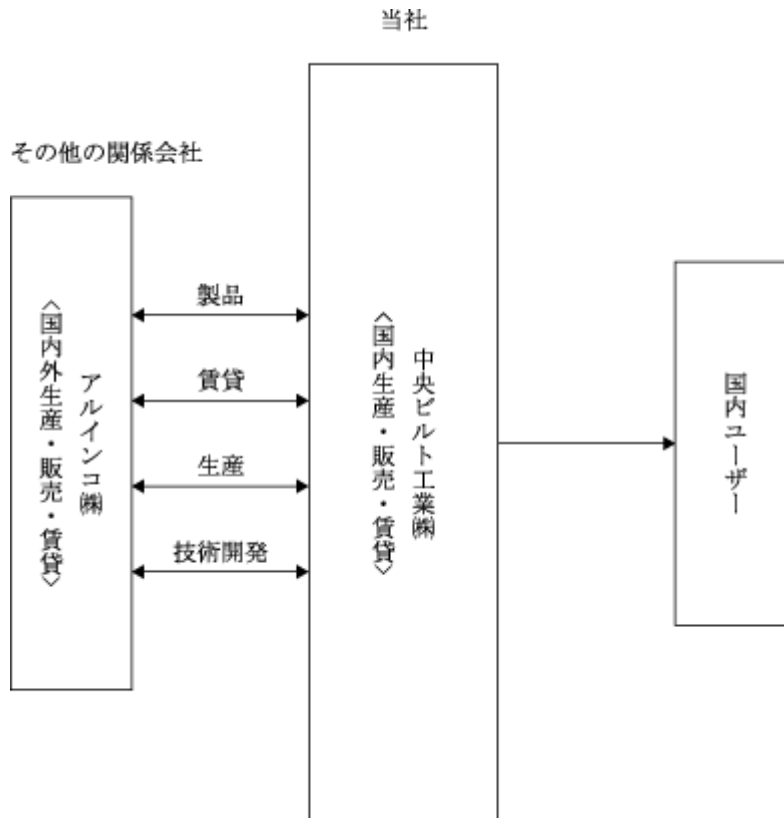 当社
その他の関係会社
アルインコ㈱
〈国内外生産・販売・賃貸〉
製品
賃貸
生産
技術開発
中央ビルト工業㈱
〈国内生産・販売・賃貸〉
国内ユーザー